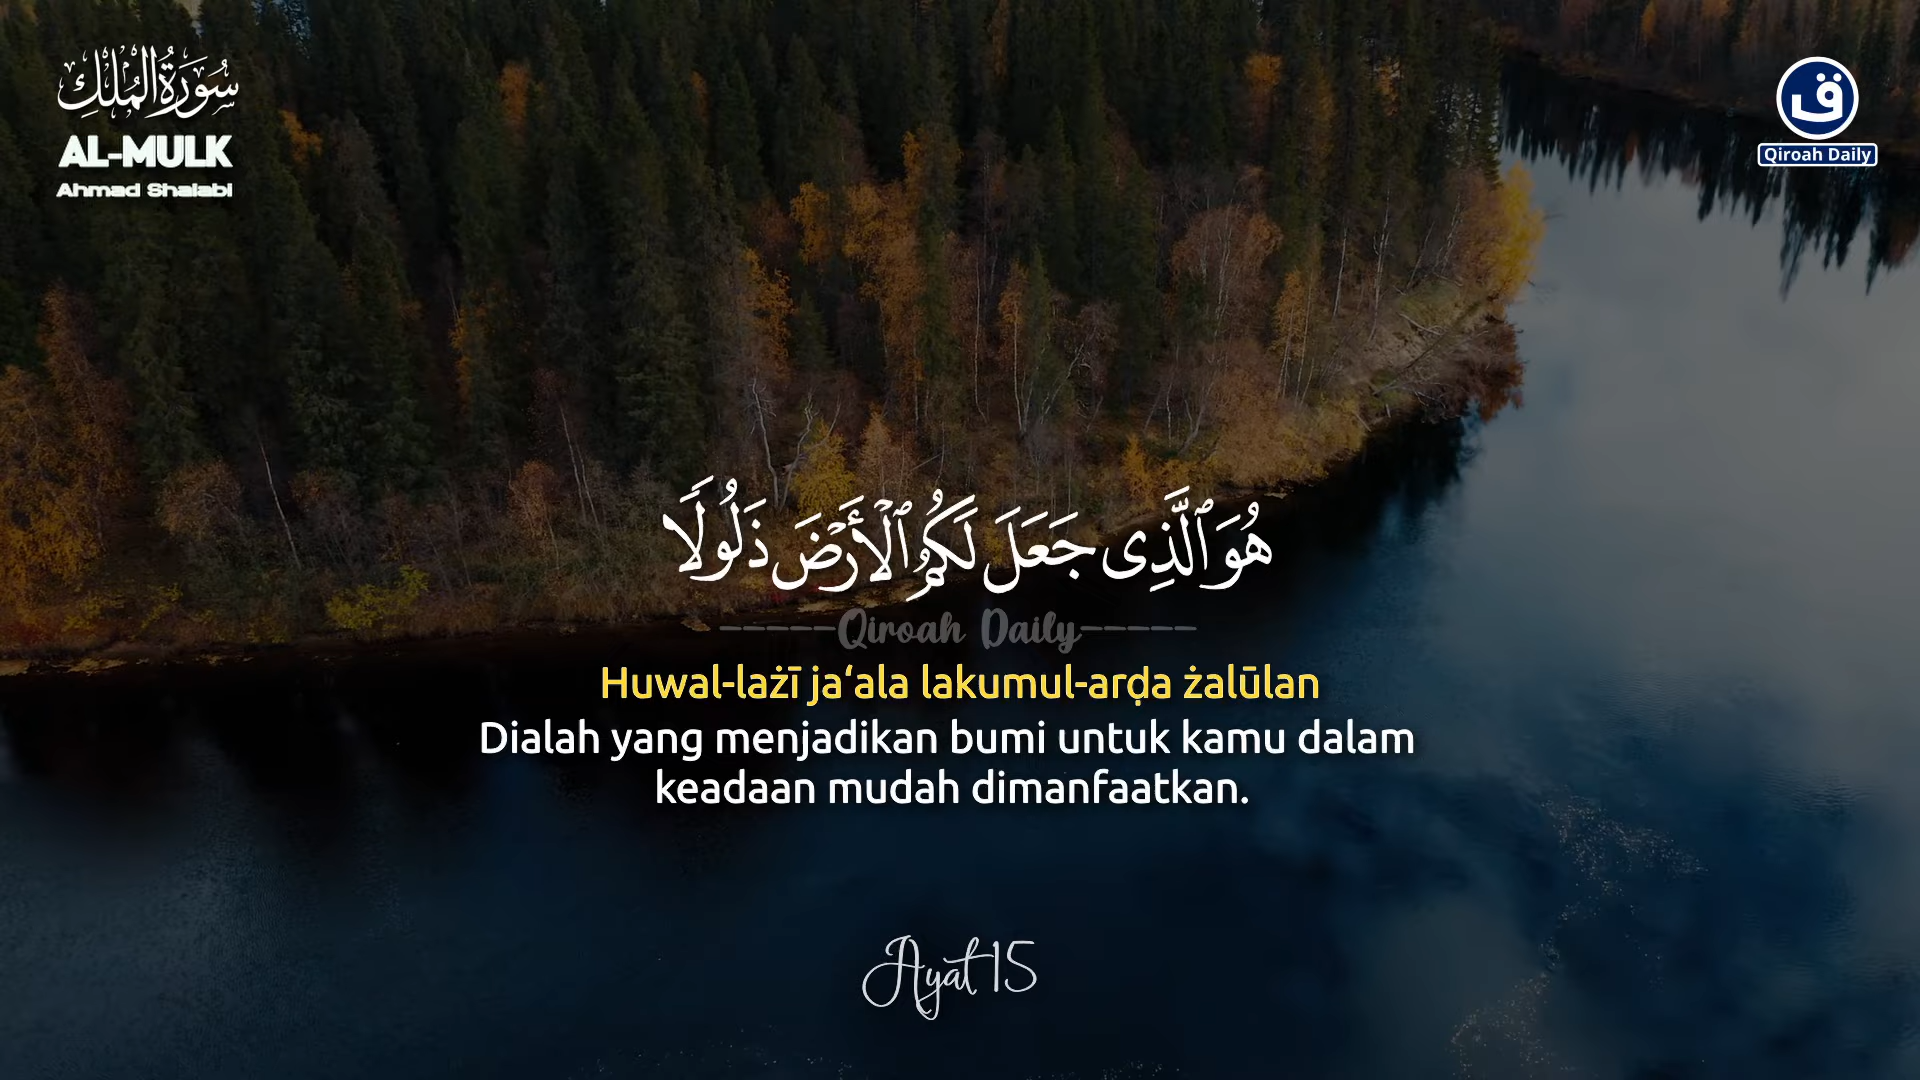 سُورَةُ الْمُلْكِ
AL-MULK
Ahmad Shalabi
ق
Qiroah Daily
هُوَ ٱلَّذِى جَعَلَ لَكُمُ ٱلْأَرْضَ ذَلُولًا
-----Qiroah Daily-----
Huwal-lażī ja‘ala lakumul-arḍa żalūlan
Dialah yang menjadikan bumi untuk kamu dalam
keadaan mudah dimanfaatkan.
Ayat 15